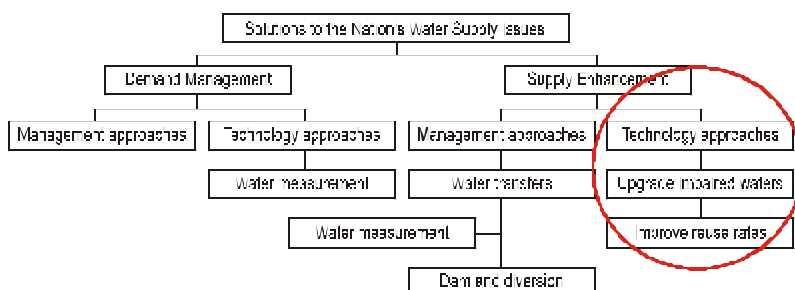 Solutions to the Nation's Water Supply Issues
Demand Management
Supply Enhancement
Management approaches
Technology approaches
Management approaches
Technology approaches
Water measurement
Water transfers
Upgrade impaired waters
Water measurement
Improve reuse rates
Dam and diversion